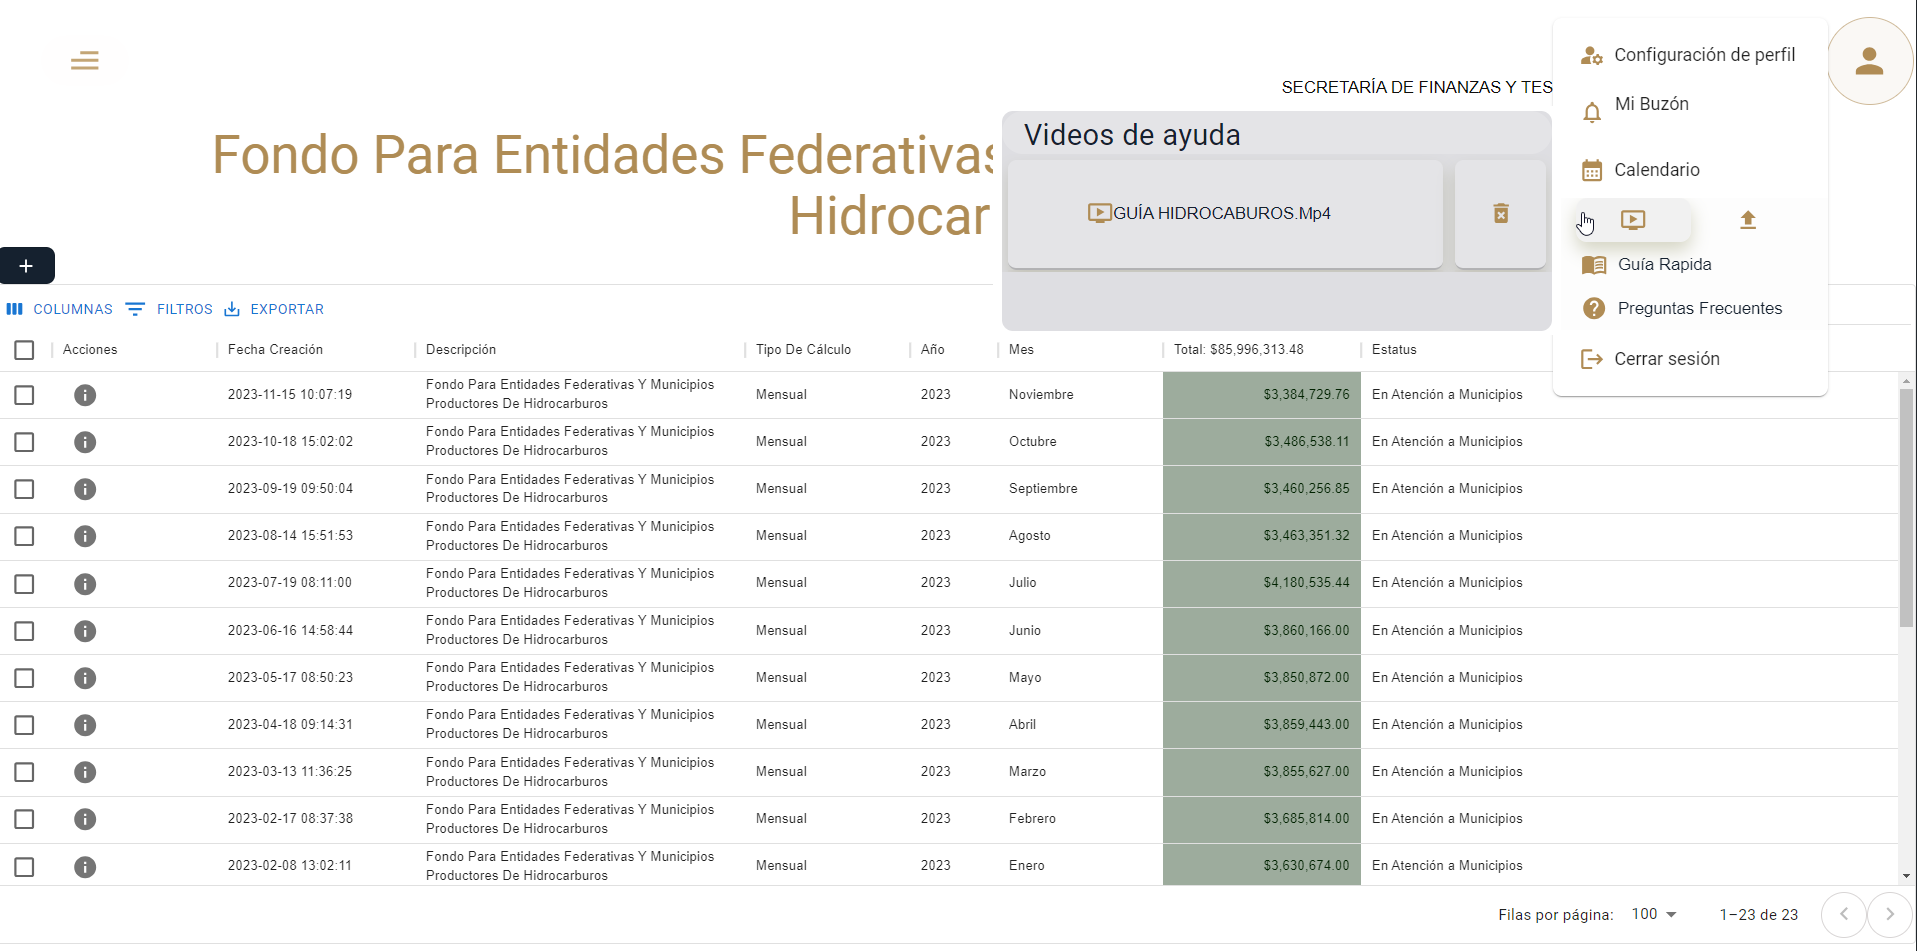 Configuración de perfil
Mi Buzón
Calendario
Guía Rapida
Preguntas Frecuentes
Cerrar sesión
SECRETARÍA DE FINANZAS Y TES
Videos de ayuda
GUÍA HIDROCABUROS.Mp4
Fondo Para Entidades Federativas
Hidrocar
+
COLUMNAS FILTROS EXPORTAR
Acciones Fecha Creación Descripción Tipo De Cálculo Año Mes Total: $85,996,313.48 Estatus
2023-11-15 10:07:19 Fondo Para Entidades Federativas Y Municipios Productores De Hidrocarburos Mensual 2023 Noviembre $3,384,729.76 En Atención a Municipios
2023-10-18 15:02:02 Fondo Para Entidades Federativas Y Municipios Productores De Hidrocarburos Mensual 2023 Octubre $3,486,538.11 En Atención a Municipios
2023-09-19 09:50:04 Fondo Para Entidades Federativas Y Municipios Productores De Hidrocarburos Mensual 2023 Septiembre $3,460,256.85 En Atención a Municipios
2023-08-14 15:51:53 Fondo Para Entidades Federativas Y Municipios Productores De Hidrocarburos Mensual 2023 Agosto $3,463,351.32 En Atención a Municipios
2023-07-19 08:11:00 Fondo Para Entidades Federativas Y Municipios Productores De Hidrocarburos Mensual 2023 Julio $4,180,535.44 En Atención a Municipios
2023-06-16 14:58:44 Fondo Para Entidades Federativas Y Municipios Productores De Hidrocarburos Mensual 2023 Junio $3,860,166.00 En Atención a Municipios
2023-05-17 08:50:23 Fondo Para Entidades Federativas Y Municipios Productores De Hidrocarburos Mensual 2023 Mayo $3,850,872.00 En Atención a Municipios
2023-04-18 09:14:31 Fondo Para Entidades Federativas Y Municipios Productores De Hidrocarburos Mensual 2023 Abril $3,859,443.00 En Atención a Municipios
2023-03-13 11:36:25 Fondo Para Entidades Federativas Y Municipios Productores De Hidrocarburos Mensual 2023 Marzo $3,855,627.00 En Atención a Municipios
2023-02-17 08:37:38 Fondo Para Entidades Federativas Y Municipios Productores De Hidrocarburos Mensual 2023 Febrero $3,685,814.00 En Atención a Municipios
2023-02-08 13:02:11 Fondo Para Entidades Federativas Y Municipios Productores De Hidrocarburos Mensual 2023 Enero $3,630,674.00 En Atención a Municipios
Filas por página: 100 1–23 de 23